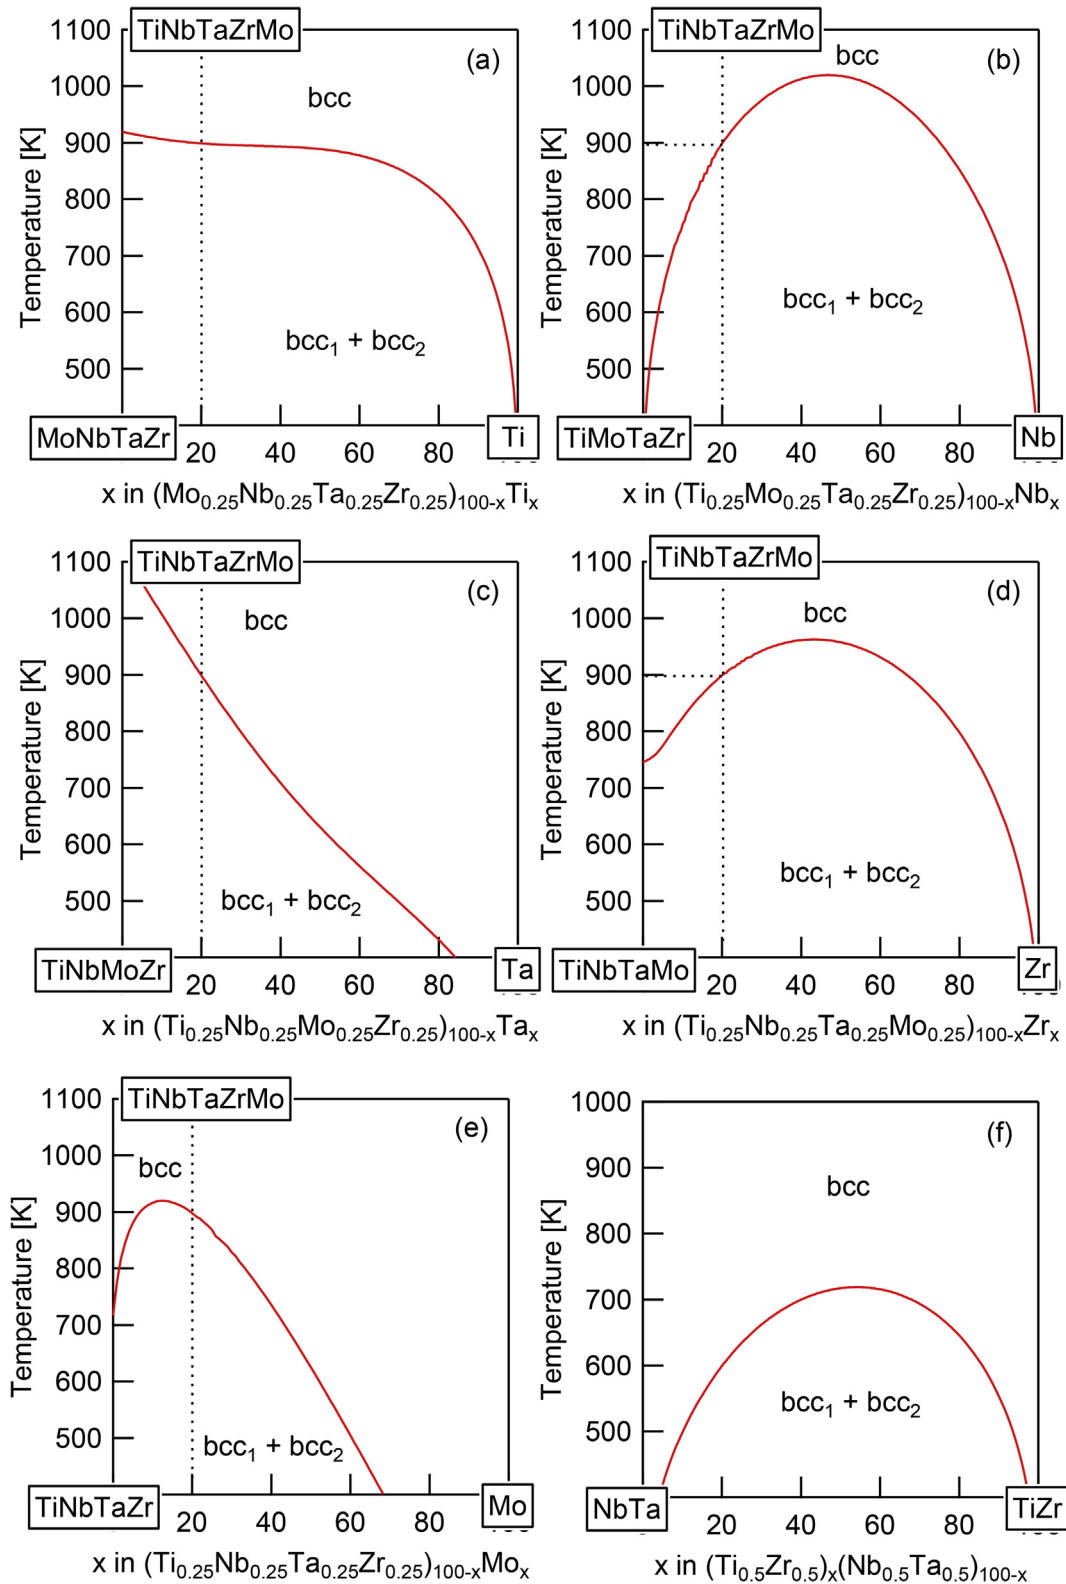 TiNbTaZrMo
(a)
bcc
bcc₁ + bcc₂
1100
1000
900
800
700
600
500
Temperature [K]
MoNbTaZr
20
40
60
80
Ti
x in (Mo₀.₂₅Nb₀.₂₅Ta₀.₂₅Zr₀.₂₅)₁₀₀₋ₓTiₓ
TiNbTaZrMo
(b)
bcc
bcc₁ + bcc₂
1100
1000
900
800
700
600
500
Temperature [K]
TiMoTaZr
20
40
60
80
Nb
x in (Ti₀.₂₅Mo₀.₂₅Ta₀.₂₅Zr₀.₂₅)₁₀₀₋ₓNbₓ
TiNbTaZrMo
(c)
bcc
bcc₁ + bcc₂
1100
1000
900
800
700
600
500
Temperature [K]
TiNbMoZr
20
40
60
80
Ta
x in (Ti₀.₂₅Nb₀.₂₅Mo₀.₂₅Zr₀.₂₅)₁₀₀₋ₓTaₓ
TiNbTaZrMo
(d)
bcc
bcc₁ + bcc₂
1100
1000
900
800
700
600
500
Temperature [K]
TiNbTaMo
20
40
60
80
Zr
x in (Ti₀.₂₅Nb₀.₂₅Ta₀.₂₅Mo₀.₂₅)₁₀₀₋ₓZrₓ
TiNbTaZrMo
(e)
bcc
bcc₁ + bcc₂
1100
1000
900
800
700
600
500
Temperature [K]
TiNbTaZr
20
40
60
80
Mo
x in (Ti₀.₂₅Nb₀.₂₅Ta₀.₂₅Zr₀.₂₅)₁₀₀₋ₓMoₓ
(f)
bcc
bcc₁ + bcc₂
1000
900
800
700
600
500
Temperature [K]
NbTa
20
40
60
80
TiZr
x in (Ti₀.₅Zr₀.₅)ₓ(Nb₀.₅Ta₀.₅)₁₀₀₋ₓ